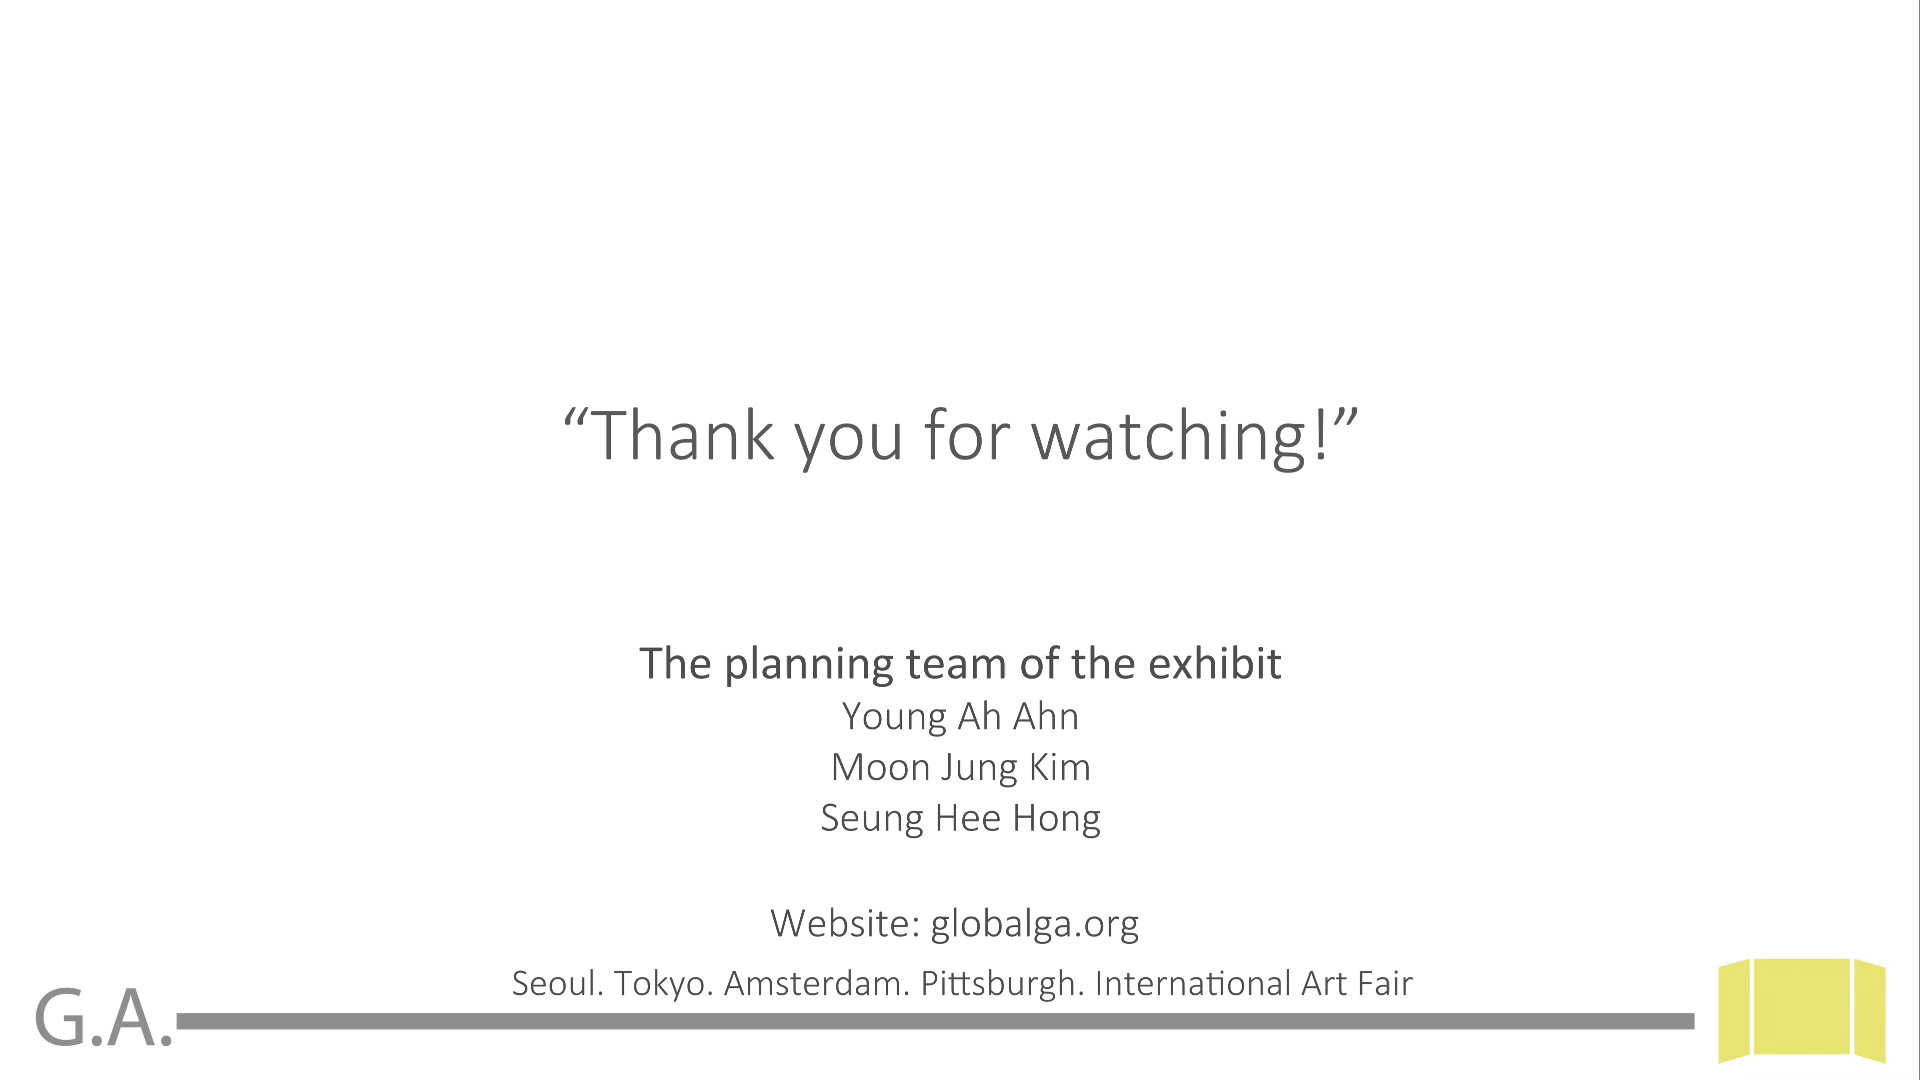 “Thank you for watching!”
The planning team of the exhibit
Young Ah Ahn
Moon Jung Kim
Seung Hee Hong
Website: globalga.org
Seoul. Tokyo. Amsterdam. Pittsburgh. International Art Fair
G.A.